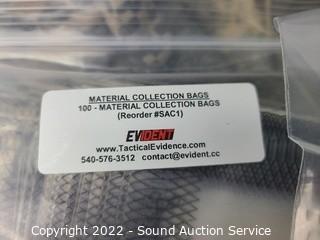 MATERIAL COLLECTION BAGS
100 - MATERIAL COLLECTION BAGS
(Reorder #SAC1)
EVIDENT
www.TacticalEvidence.com
540-576-3512 contact@evident.cc
Copyright 2022 - Sound Auction Service